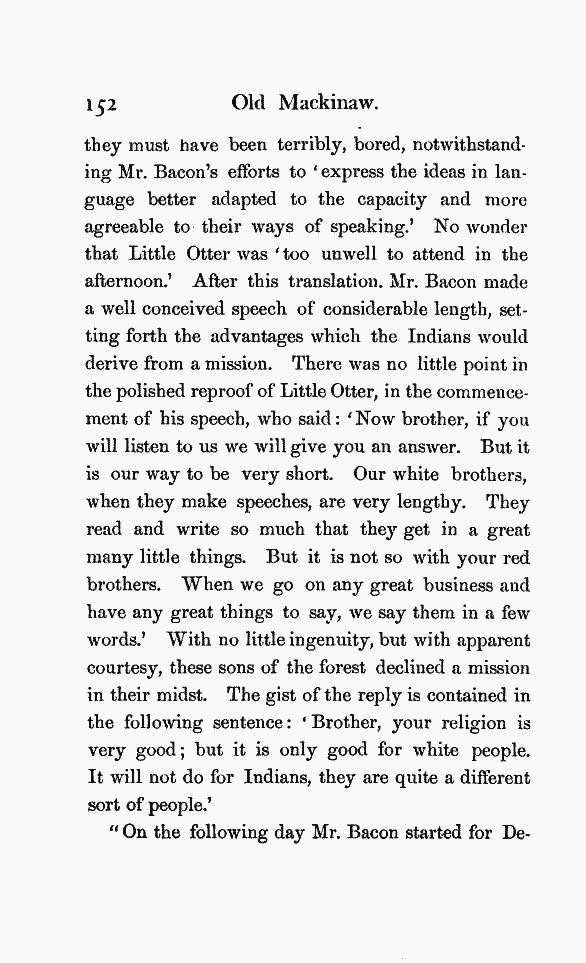 152 Old Mackinaw.
they must have been terribly, bored, notwithstand-
ing Mr. Bacon's efforts to 'express the ideas in lan-
guage better adapted to the capacity and more
agreeable to their ways of speaking.' No wonder
that Little Otter was 'too unwell to attend in the
afternoon.' After this translation. Mr. Bacon made
a well conceived speech of considerable length, set-
ting forth the advantages which the Indians would
derive from a mission. There was no little point in
the polished reproof of Little Otter, in the commence-
ment of his speech, who said: 'Now brother, if you
will listen to us we will give you an answer. But it
is our way to be very short. Our white brothers,
when they make speeches, are very lengthy. They
read and write so much that they get in a great
many little things. But it is not so with your red
brothers. When we go on any great business and
have any great things to say, we say them in a few
words.' With no little ingenuity, but with apparent
courtesy, these sons of the forest declined a mission
in their midst. The gist of the reply is contained in
the following sentence: 'Brother, your religion is
very good; but it is only good for white people.
It will not do for Indians, they are quite a different
sort of people.'
"On the following day Mr. Bacon started for De-